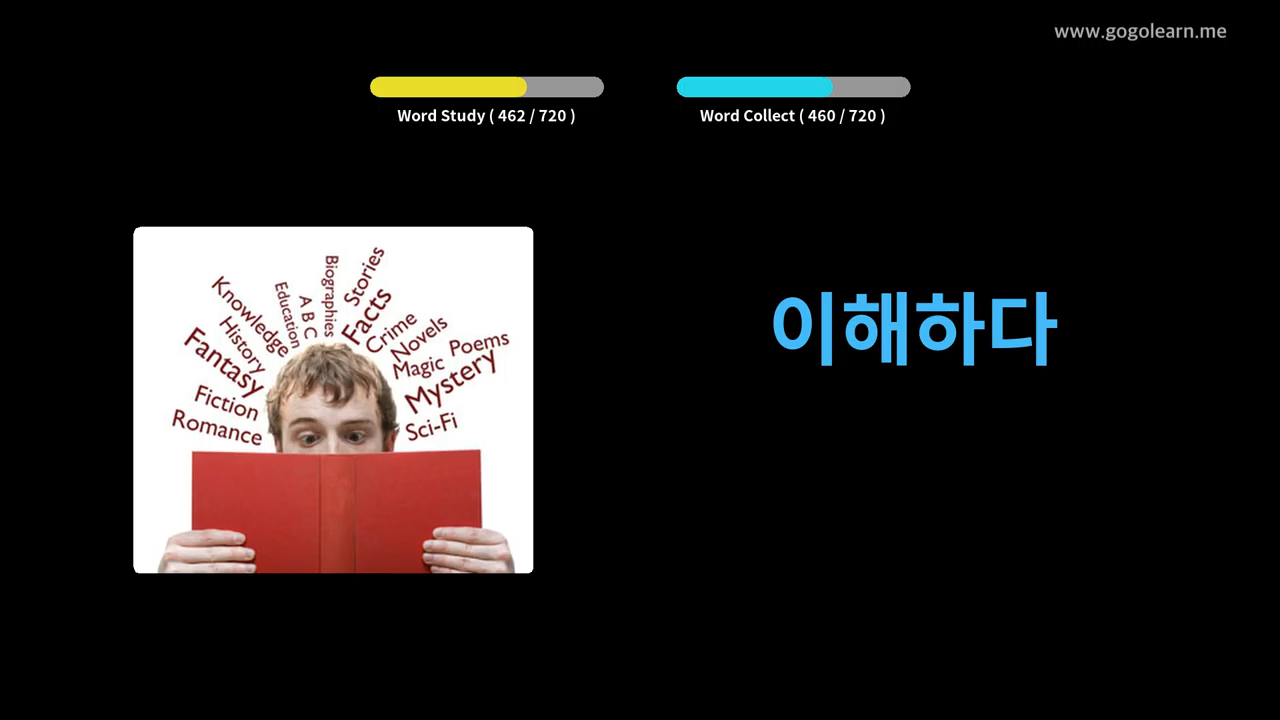 www.gogolearn.me
Word Study ( 462 / 720 )
Word Collect ( 460 / 720 )
Biographies
Stories
Knowledge
Education
A B C
Facts
History
Crime
Novels
Fantasy
Magic
Poems
Mystery
Fiction
Romance
Sci-Fi
이해하다